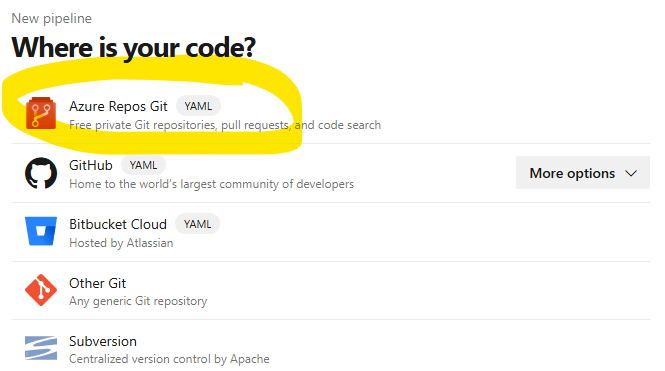 New pipeline
Where is your code?
Azure Repos Git YAML
Free private Git repositories, pull requests, and code search
GitHub YAML
Home to the world's largest community of developers
More options
Bitbucket Cloud YAML
Hosted by Atlassian
Other Git
Any generic Git repository
Subversion
Centralized version control by Apache